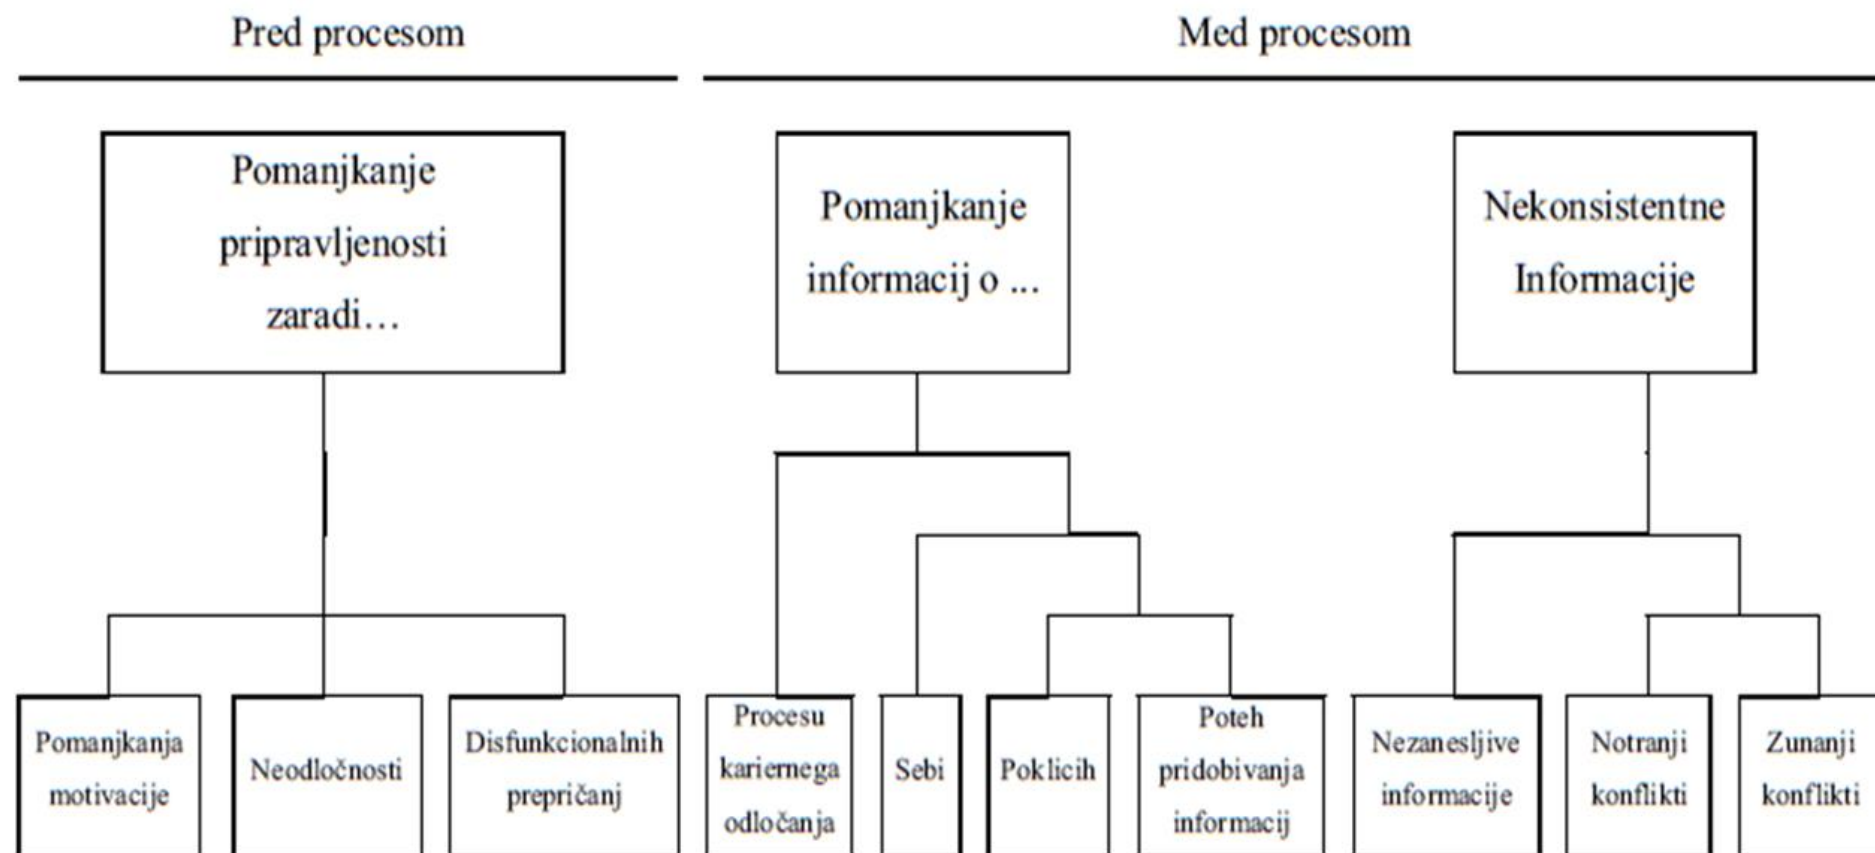 Pred procesom
Med procesom
Pomanjkanje
pripravljenosti
zaradi…
Pomanjkanje
informacij o ...
Nekonsistentne
Informacije
Pomanjkanja
motivacije
Neodločnosti
Disfunkcionalnih
prepričanj
Procesu
kariernega
odločanja
Sebi
Poklicih
Poteh
pridobivanja
informacij
Nezanesljive
informacije
Notranji
konflikti
Zunanji
konflikti